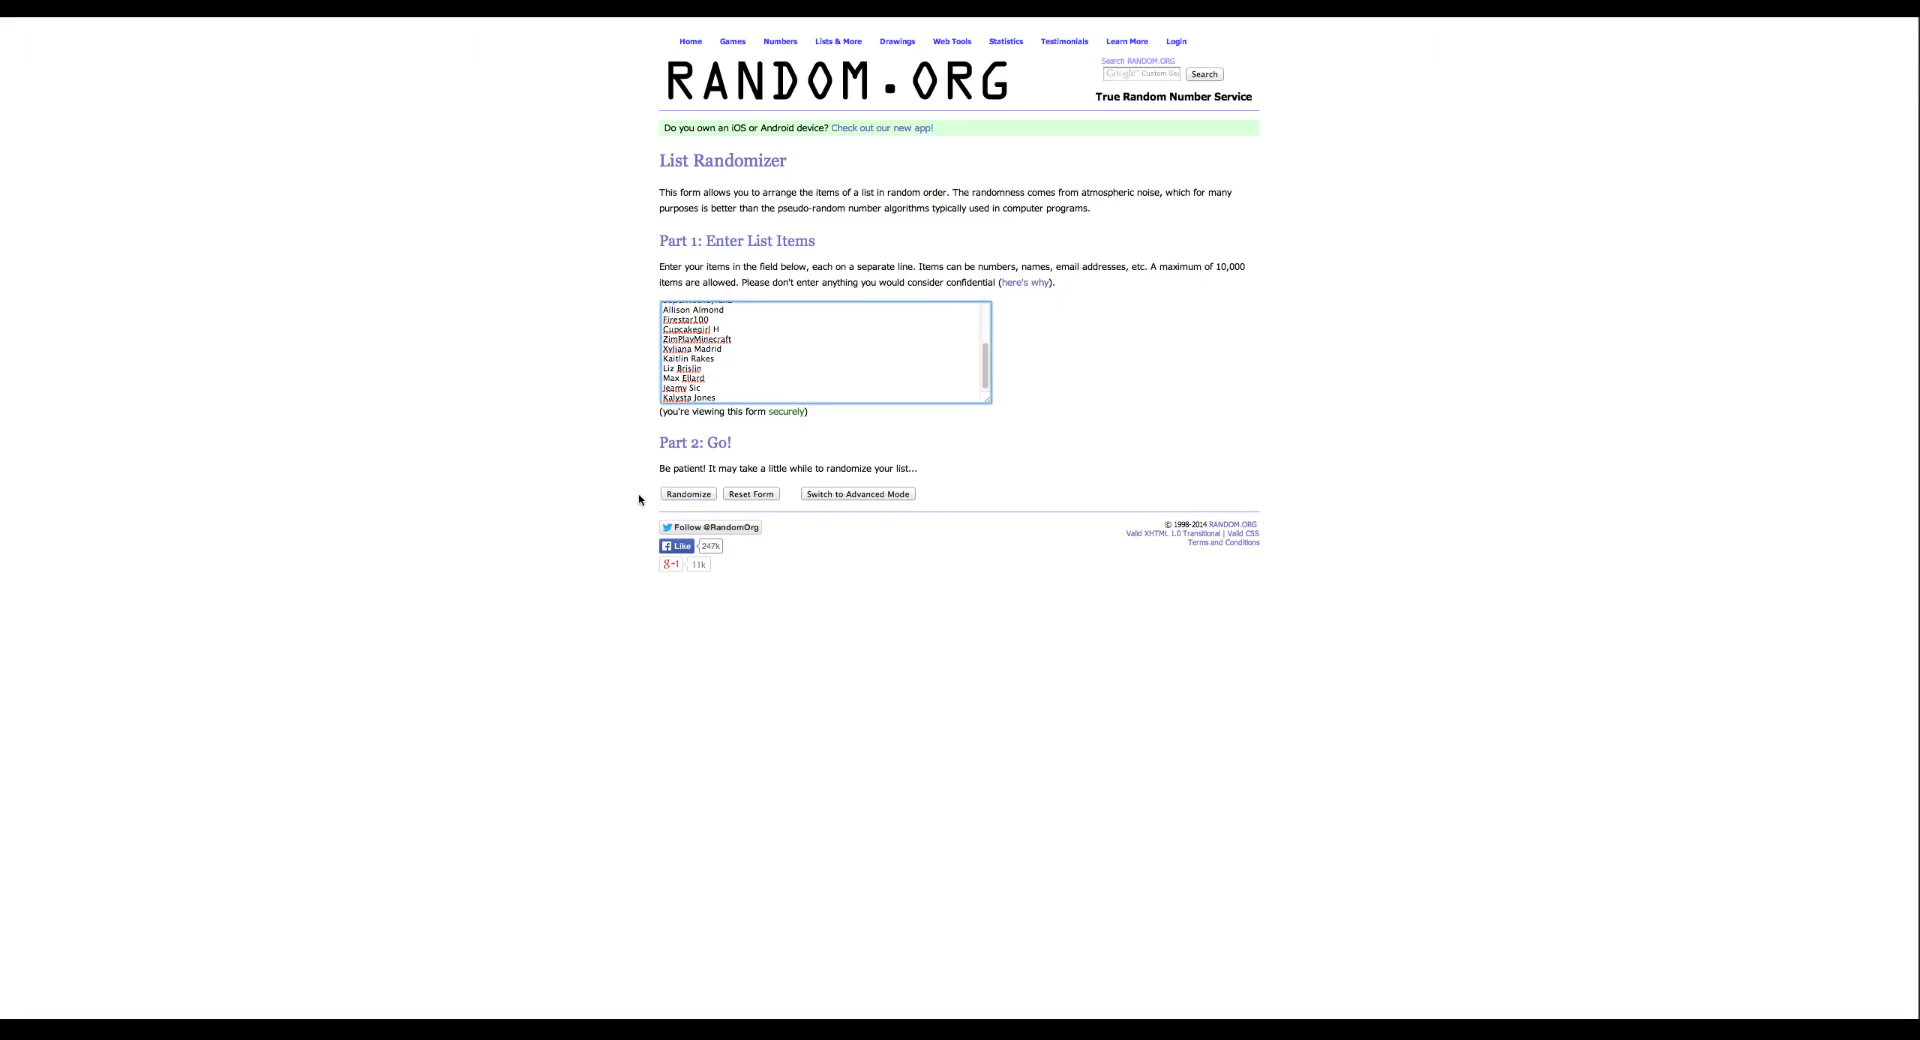 Home Games Numbers Lists & More Drawings Web Tools Statistics Testimonials Learn More Login
RANDOM.ORG
Search RANDOM.ORG
Google™ Custom Sea
Search
True Random Number Service
Do you own an iOS or Android device? Check out our new app!
List Randomizer
This form allows you to arrange the items of a list in random order. The randomness comes from atmospheric noise, which for many
purposes is better than the pseudo-random number algorithms typically used in computer programs.
Part 1: Enter List Items
Enter your items in the field below, each on a separate line. Items can be numbers, names, email addresses, etc. A maximum of 10,000
items are allowed. Please don't enter anything you would consider confidential (here's why).
Allison Almond
Firestar100
Cupcakegirl H
ZimPlayMinecraft
Xyliana Madrid
Kaitlin Rakes
Liz Brislin
Max Ellard
Jeamy Sic
Kalysta Jones
(you're viewing this form securely)
Part 2: Go!
Be patient! It may take a little while to randomize your list...
Randomize Reset Form Switch to Advanced Mode
Follow @RandomOrg
Like 247k
g+1 11k
© 1998-2014 RANDOM.ORG
Valid XHTML 1.0 Transitional | Valid CSS
Terms and Conditions